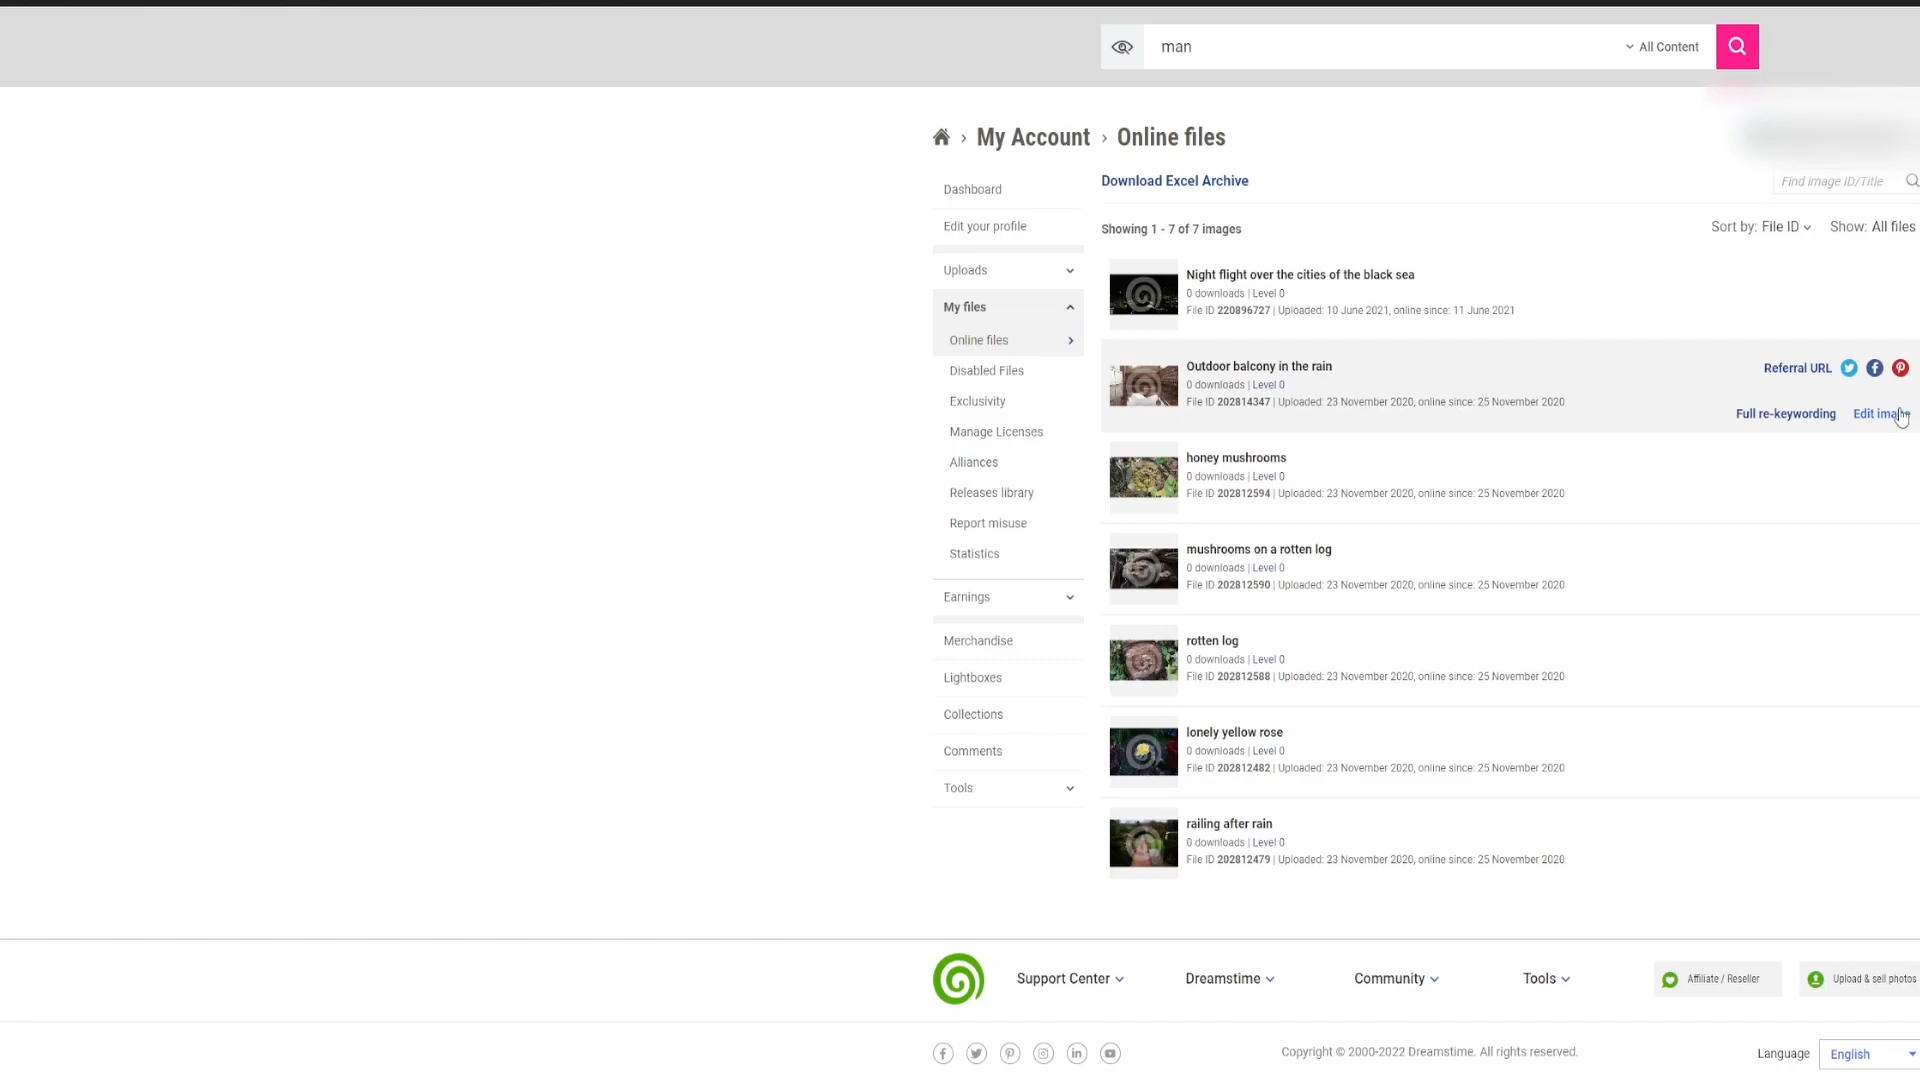 man
All Content
My Account › Online files
Dashboard
Edit your profile
Uploads
My files
Online files
Disabled Files
Exclusivity
Manage Licenses
Alliances
Releases library
Report misuse
Statistics
Earnings
Merchandise
Lightboxes
Collections
Comments
Tools
Download Excel Archive
Find image ID/Title
Showing 1 - 7 of 7 images
Sort by: File ID
Show: All files
Night flight over the cities of the black sea
0 downloads | Level 0
File ID 220896727 | Uploaded: 10 June 2021, online since: 11 June 2021
Outdoor balcony in the rain
0 downloads | Level 0
File ID 202814347 | Uploaded: 23 November 2020, online since: 25 November 2020
Referral URL
Full re-keywording
Edit
honey mushrooms
0 downloads | Level 0
File ID 202812594 | Uploaded: 23 November 2020, online since: 25 November 2020
mushrooms on a rotten log
0 downloads | Level 0
File ID 202812590 | Uploaded: 23 November 2020, online since: 25 November 2020
rotten log
0 downloads | Level 0
File ID 202812588 | Uploaded: 23 November 2020, online since: 25 November 2020
lonely yellow rose
0 downloads | Level 0
File ID 202812482 | Uploaded: 23 November 2020, online since: 25 November 2020
railing after rain
0 downloads | Level 0
File ID 202812479 | Uploaded: 23 November 2020, online since: 25 November 2020
Support Center
Dreamstime
Community
Tools
Affiliate / Reseller
Upload & sell photos
Copyright © 2000-2022 Dreamstime. All rights reserved.
Language
English